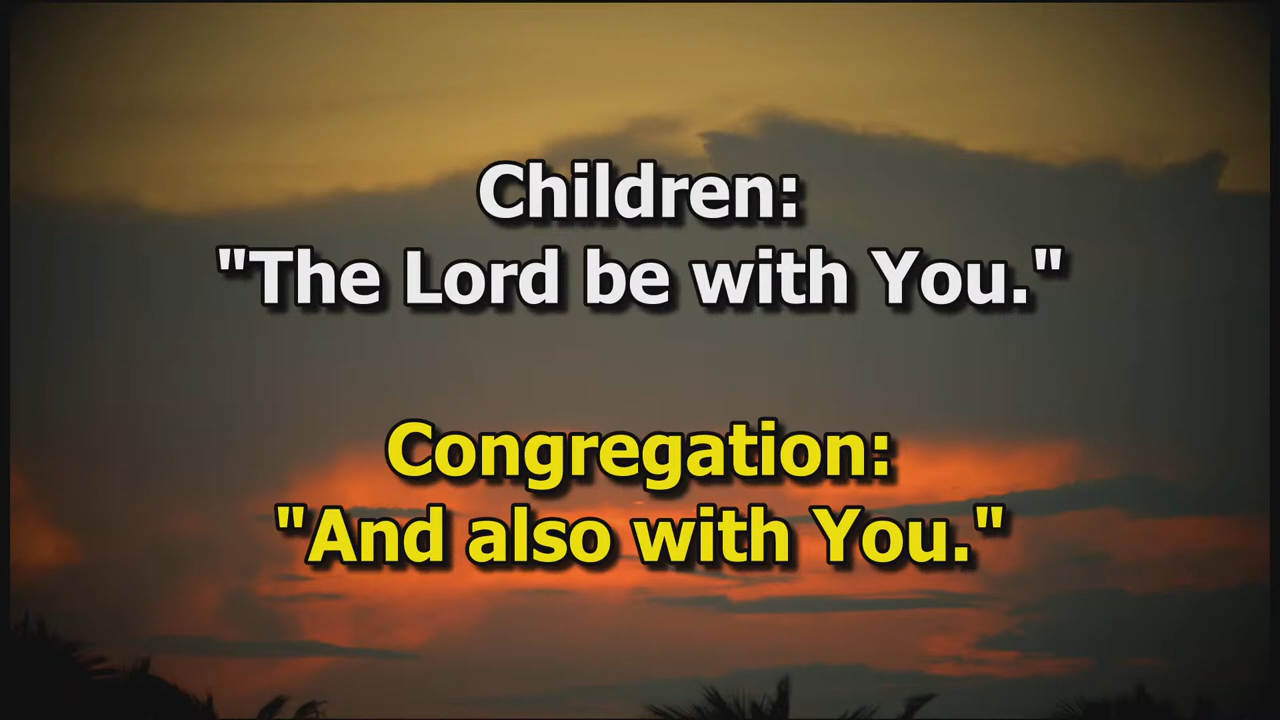 Children:
"The Lord be with You."
Congregation:
"And also with You."